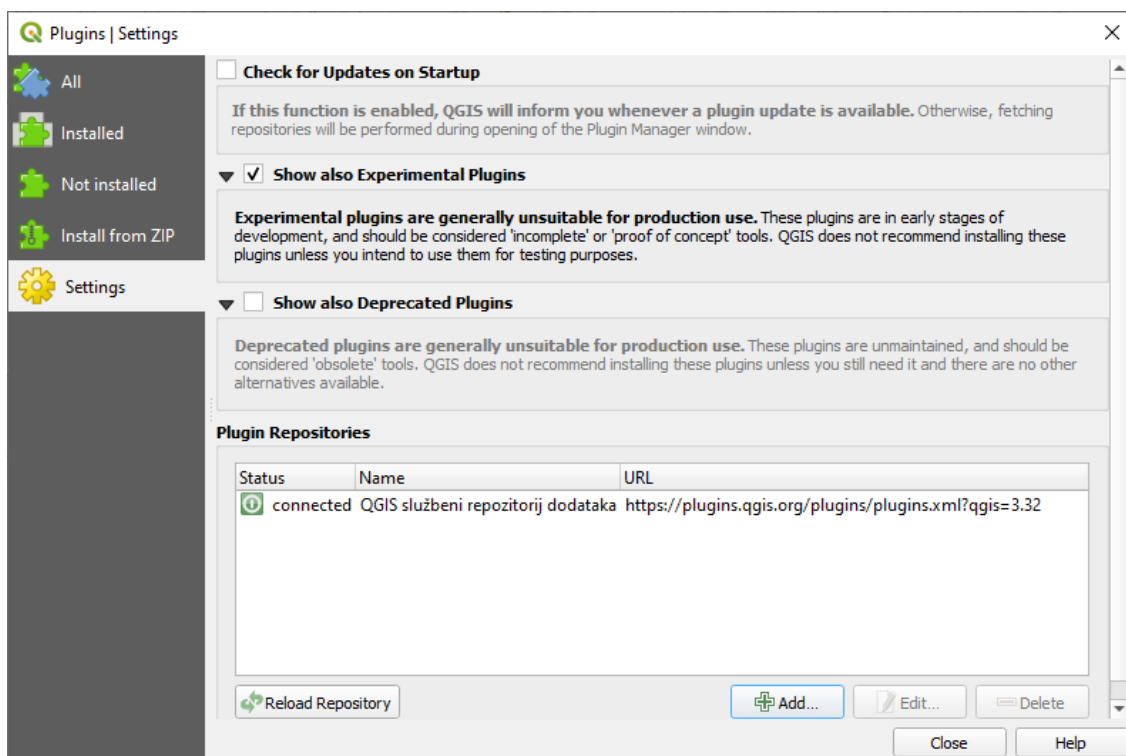 Plugins | Settings
All
Installed
Not installed
Install from ZIP
Settings
Check for Updates on Startup
If this function is enabled, QGIS will inform you whenever a plugin update is available. Otherwise, fetching
repositories will be performed during opening of the Plugin Manager window.
Show also Experimental Plugins
Experimental plugins are generally unsuitable for production use. These plugins are in early stages of
development, and should be considered 'incomplete' or 'proof of concept' tools. QGIS does not recommend installing these
plugins unless you intend to use them for testing purposes.
Show also Deprecated Plugins
Deprecated plugins are generally unsuitable for production use. These plugins are unmaintained, and should be
considered 'obsolete' tools. QGIS does not recommend installing these plugins unless you still need it and there are no other
alternatives available.
Plugin Repositories
Status Name URL
connected QGIS službeni repozitorij dodataka https://plugins.qgis.org/plugins/plugins.xml?qgis=3.32
Reload Repository Add... Edit... Delete
Close Help